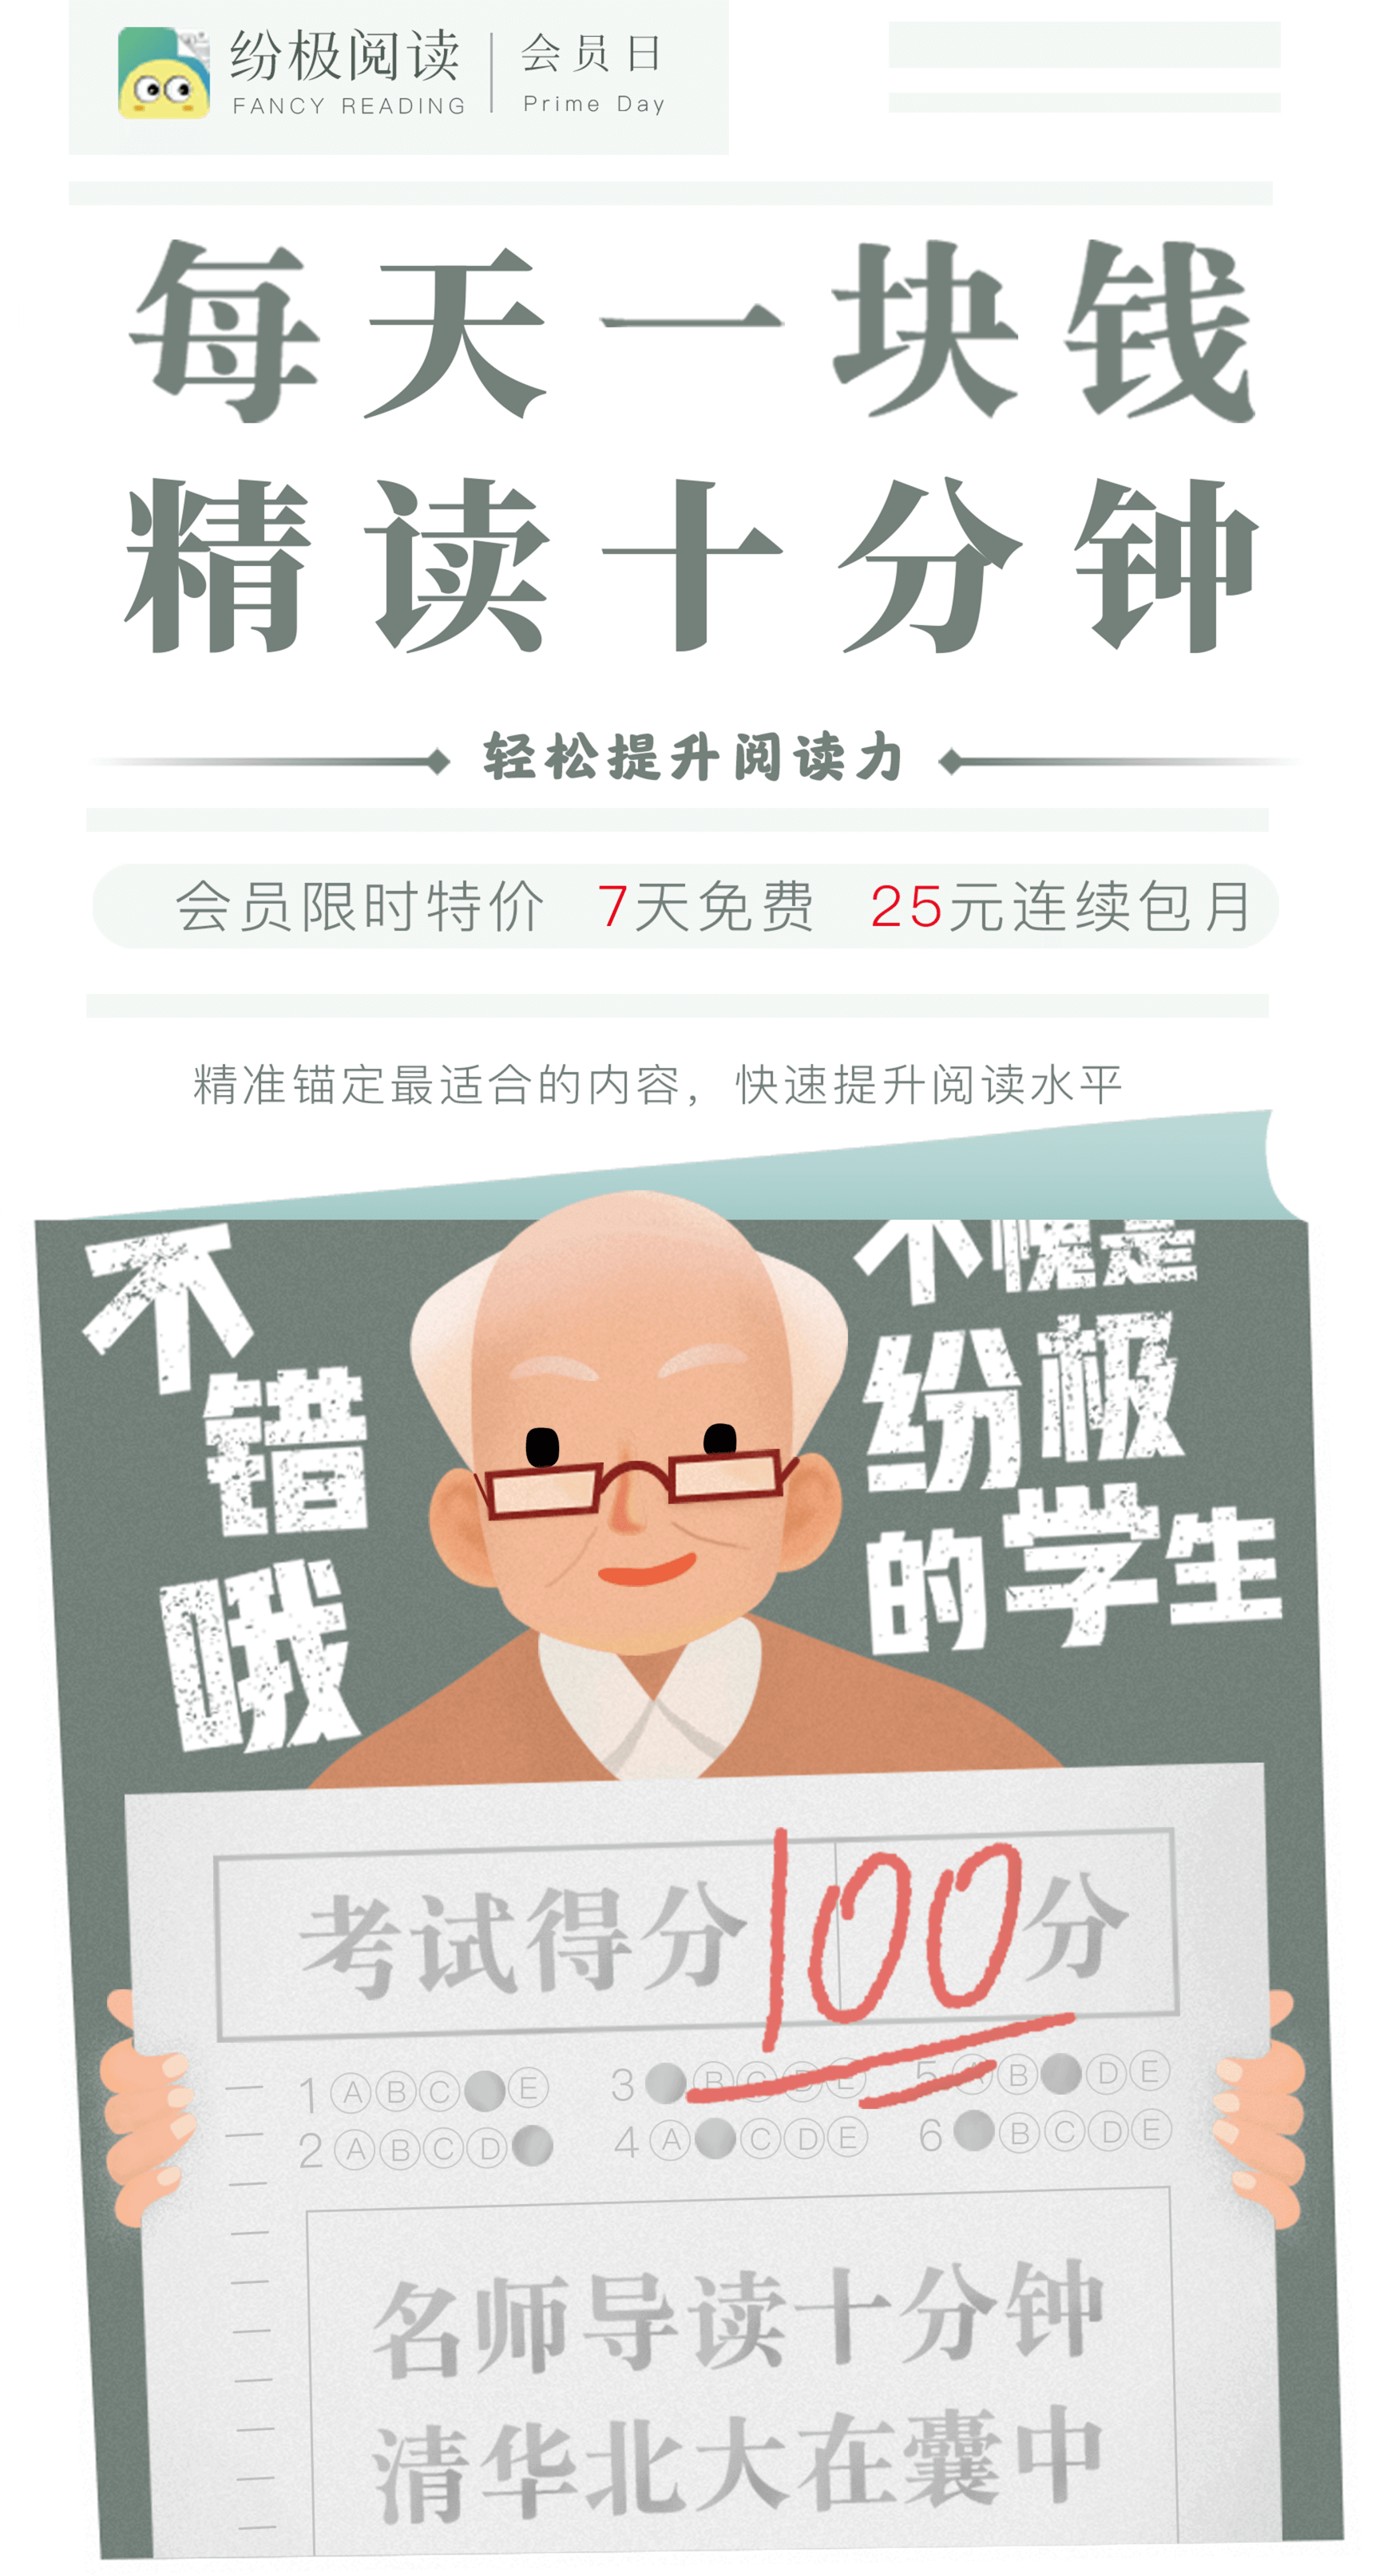 纷极阅读
FANCY READING
会员日
Prime Day
每天一块钱
精读十分钟
轻松提升阅读力
会员限时特价 7天免费 25元连续包月
精准锚定最适合的内容，快速提升阅读水平
不
错
哦
不愧是
纷极
的学生
考试得分100分
1 A B C E
3 B C D E
5 A B D E
2 A B C D
4 A C D E
6 B C D E
名师导读十分钟
清华北大在囊中